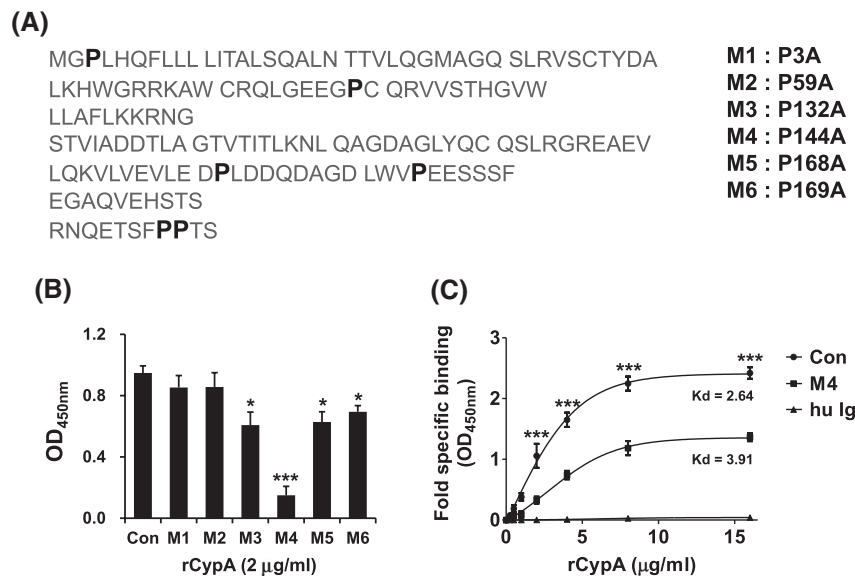 (A)
MGPLHQFLLL LITALSQALN TTVLQGMAGQ SLRVSCTYDA
LKHWGRRKAW CRQLGEEGPC QRVVSTHGVW
LLAFLKKRNG
STVIADDTLA GTVTITLKNL QAGDAGLYQC QSLRGREAEV
LQKVLVEVLE DPLDDQDAGD LWVPEESSSF
EGAQVEHSTS
RNQETSFPPTS
M1 : P3A
M2 : P59A
M3 : P132A
M4 : P144A
M5 : P168A
M6 : P169A
(B)
1.2
0.8
0.4
0.0
OD450nm
*
***
*
*
Con M1 M2 M3 M4 M5 M6
rCypA (2 μg/ml)
(C)
Fold specific binding
(OD450nm)
3
2
1
0
***
***
***
***
Kd = 2.64
Kd = 3.91
0 5 10 15
rCypA (μg/ml)
Con
M4
hu Ig